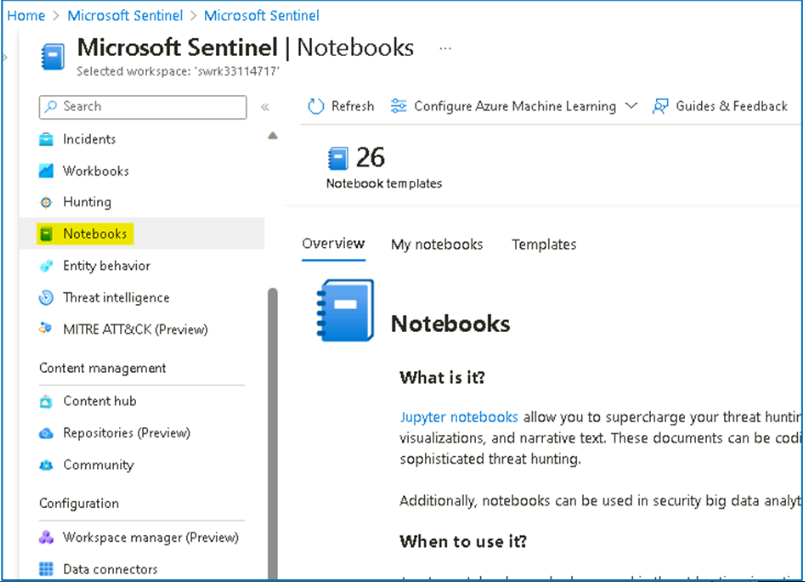 Home > Microsoft Sentinel > Microsoft Sentinel
Microsoft Sentinel | Notebooks ...
Selected workspace: 'swrk33114717'
Search
«
Refresh
Configure Azure Machine Learning
Guides & Feedback
Incidents
Workbooks
Hunting
Notebooks
Entity behavior
Threat intelligence
MITRE ATT&CK (Preview)
Content management
Content hub
Repositories (Preview)
Community
Configuration
Workspace manager (Preview)
Data connectors
26
Notebook templates
Overview
My notebooks
Templates
Notebooks
What is it?
Jupyter notebooks allow you to supercharge your threat huntin
visualizations, and narrative text. These documents can be codi
sophisticated threat hunting.
Additionally, notebooks can be used in security big data analyt
When to use it?